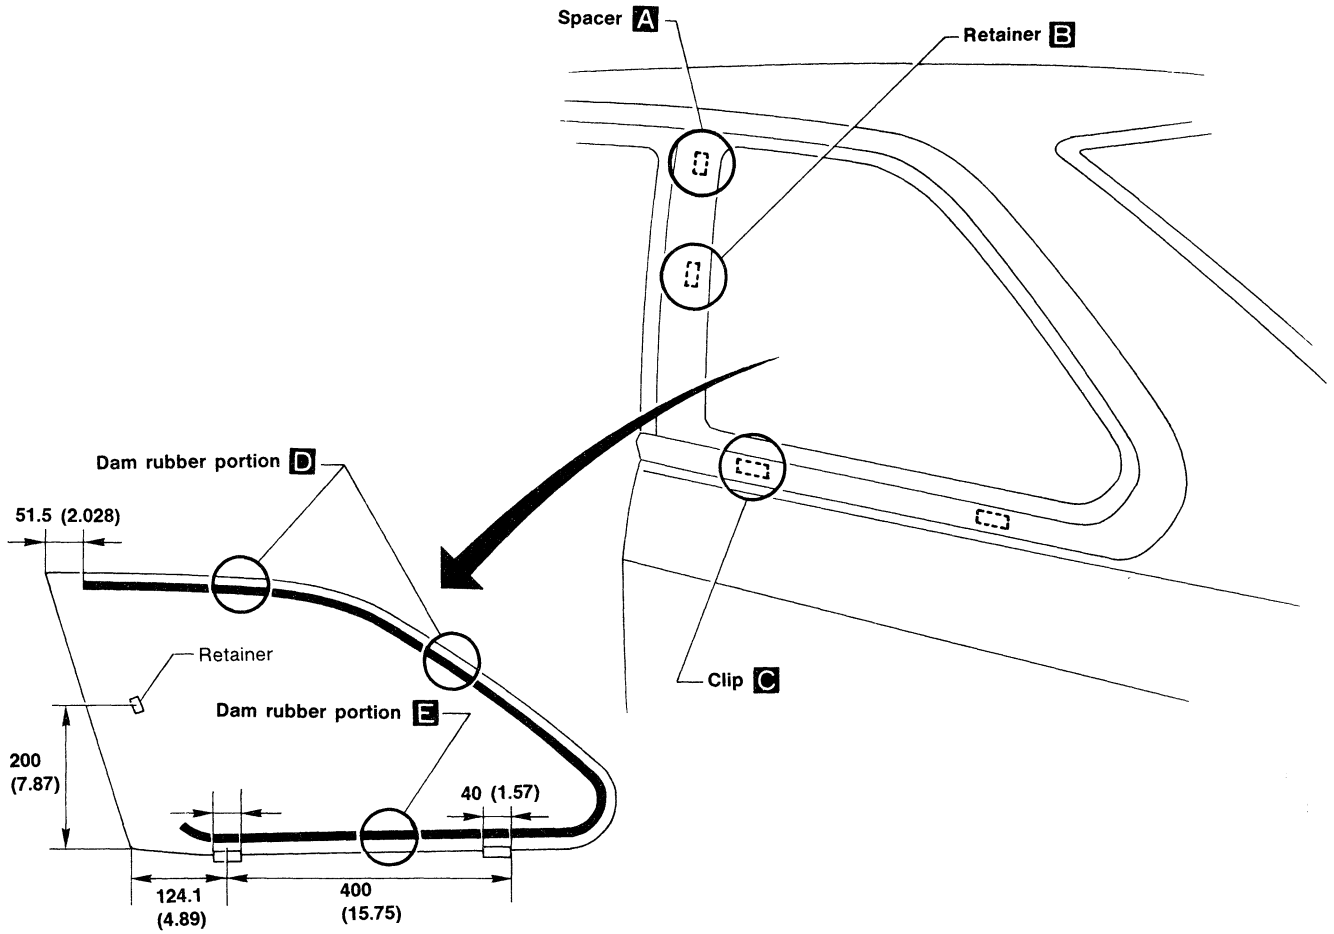 Spacer A
Retainer B
Dam rubber portion D
51.5 (2.028)
Retainer
Dam rubber portion E
Clip C
200
(7.87)
40 (1.57)
124.1
(4.89)
400
(15.75)